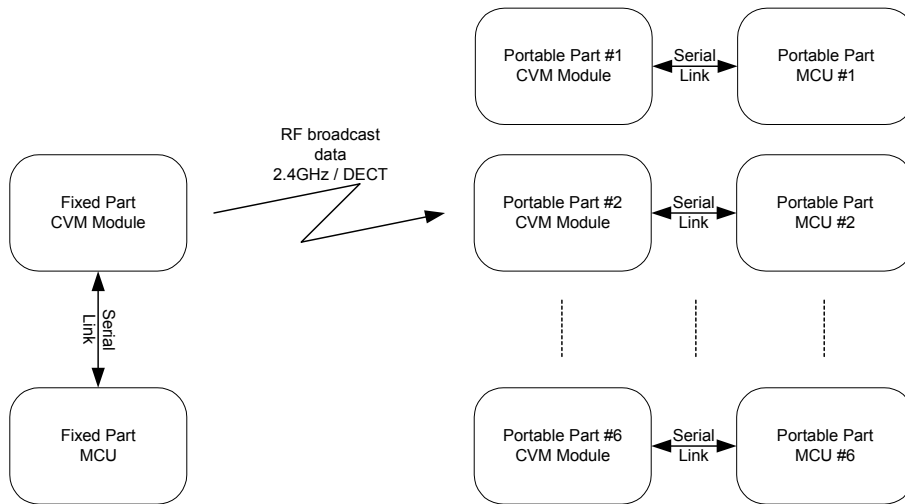 Portable Part #1
CVM Module
Serial
Link
Portable Part
MCU #1
RF broadcast
data
2.4GHz / DECT
Fixed Part
CVM Module
Portable Part #2
CVM Module
Serial
Link
Portable Part
MCU #2
Serial
Link
Fixed Part
MCU
Portable Part #6
CVM Module
Serial
Link
Portable Part
MCU #6